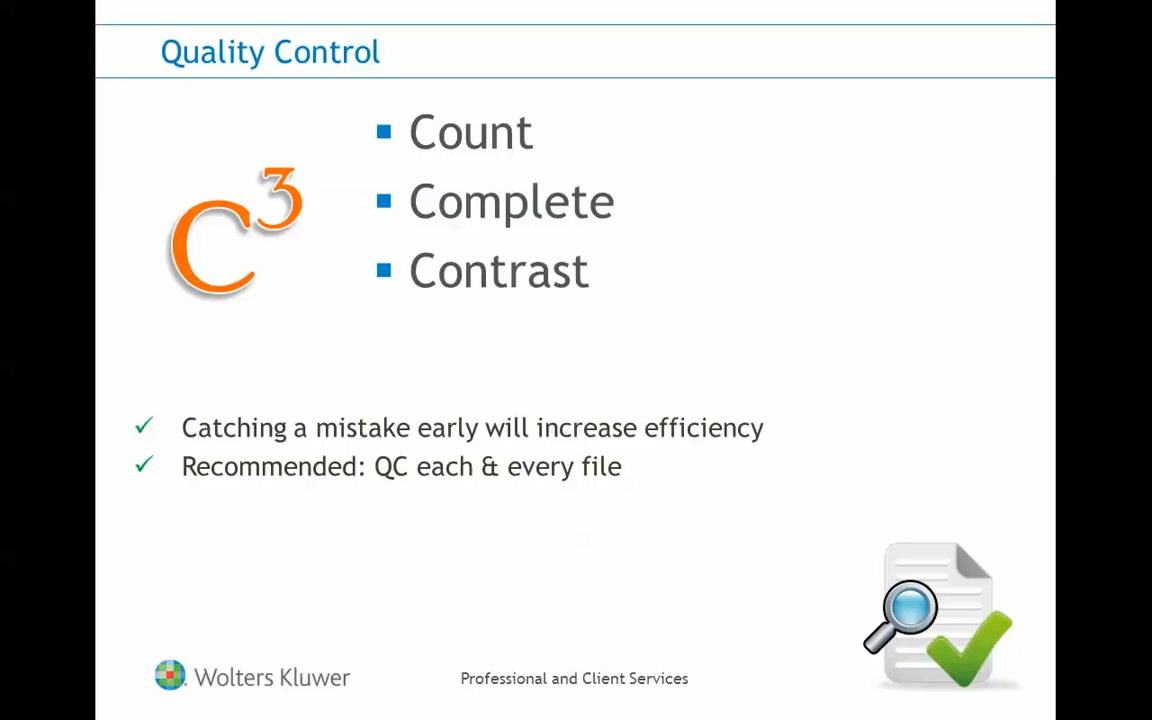 Quality Control
C³
Count
Complete
Contrast
Catching a mistake early will increase efficiency
Recommended: QC each & every file
Wolters Kluwer
Professional and Client Services